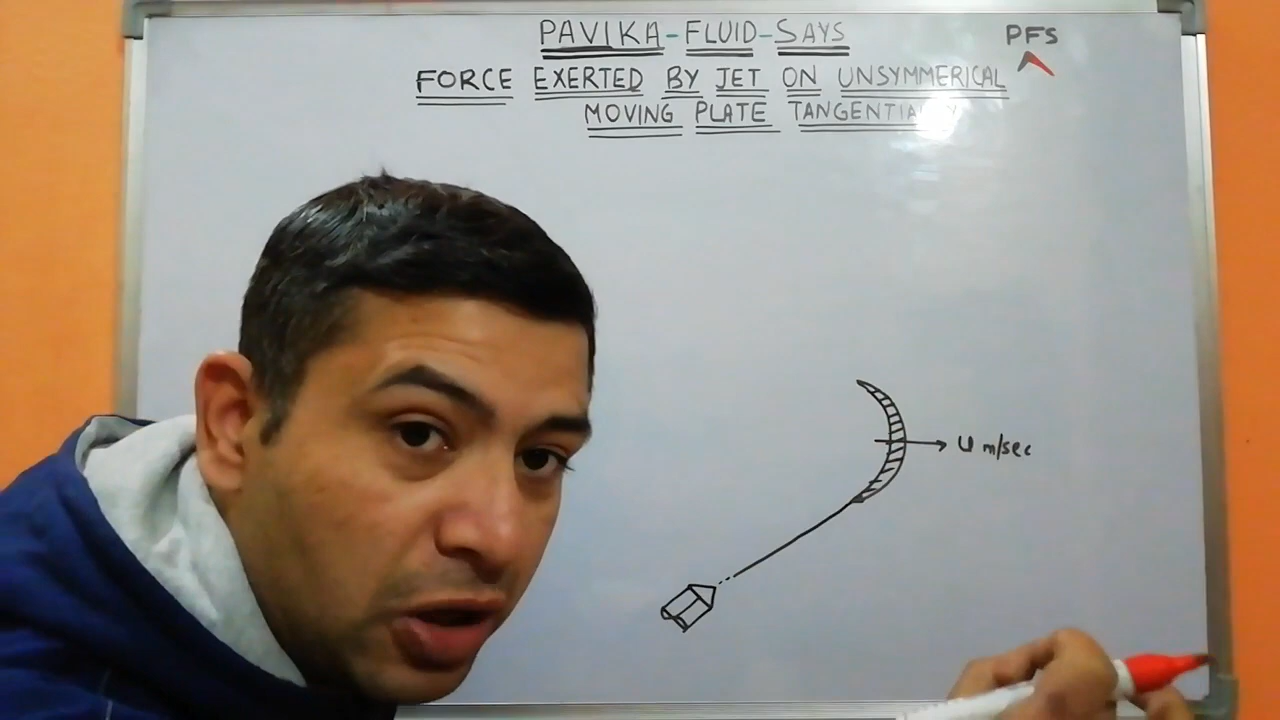 PAVIKA-FLUID-SAYS
PFS
FORCE EXERTED BY JET ON UNSYMMERICAL
MOVING PLATE TANGENTIALLY
U m/sec